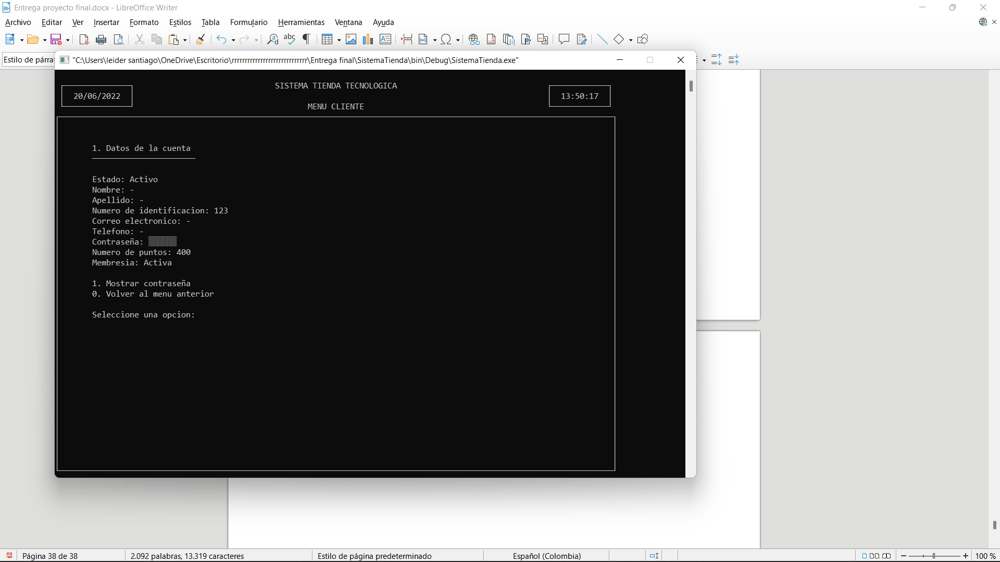 Entrega proyecto final.docx - LibreOffice Writer
Archivo Editar Ver Insertar Formato Estilos Tabla Formulario Herramientas Ventana Ayuda
Estilo de párraf
"C:\Users\leider santiago\OneDrive\Escritorio\rrrrrrrrrrrrrrrrrrrrrrrrrrrrr\Entrega final\SistemaTienda\bin\Debug\SistemaTienda.exe"
SISTEMA TIENDA TECNOLOGICA
20/06/2022
13:50:17
MENU CLIENTE
1. Datos de la cuenta
Estado: Activo
Nombre: -
Apellido: -
Numero de identificacion: 123
Correo electronico: -
Telefono: -
Contraseña: ▒▒▒▒▒▒
Numero de puntos: 400
Membresia: Activa
1. Mostrar contraseña
0. Volver al menu anterior
Seleccione una opcion:
Página 38 de 38
2.092 palabras, 13.319 caracteres
Estilo de página predeterminado
Español (Colombia)
100 %